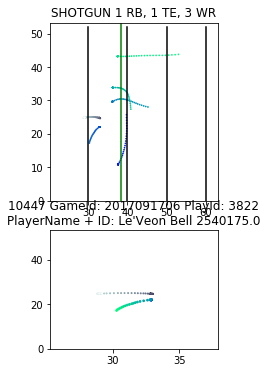 SHOTGUN 1 RB, 1 TE, 3 WR
50
40
30
20
10
0
30 40 50 60
10447 GameId: 2017091706 PlayId: 3822
PlayerName + ID: Le'Veon Bell 2540175.0
40
20
0
30 35